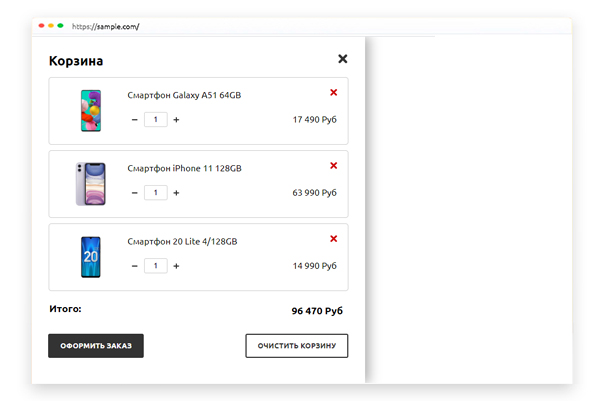 https://sample.com/
Корзина
Смартфон Galaxy A51 64GB
1
17 490 Руб
Смартфон iPhone 11 128GB
1
63 990 Руб
20
Смартфон 20 Lite 4/128GB
1
14 990 Руб
Итого:
96 470 Руб
ОФОРМИТЬ ЗАКАЗ
ОЧИСТИТЬ КОРЗИНУ